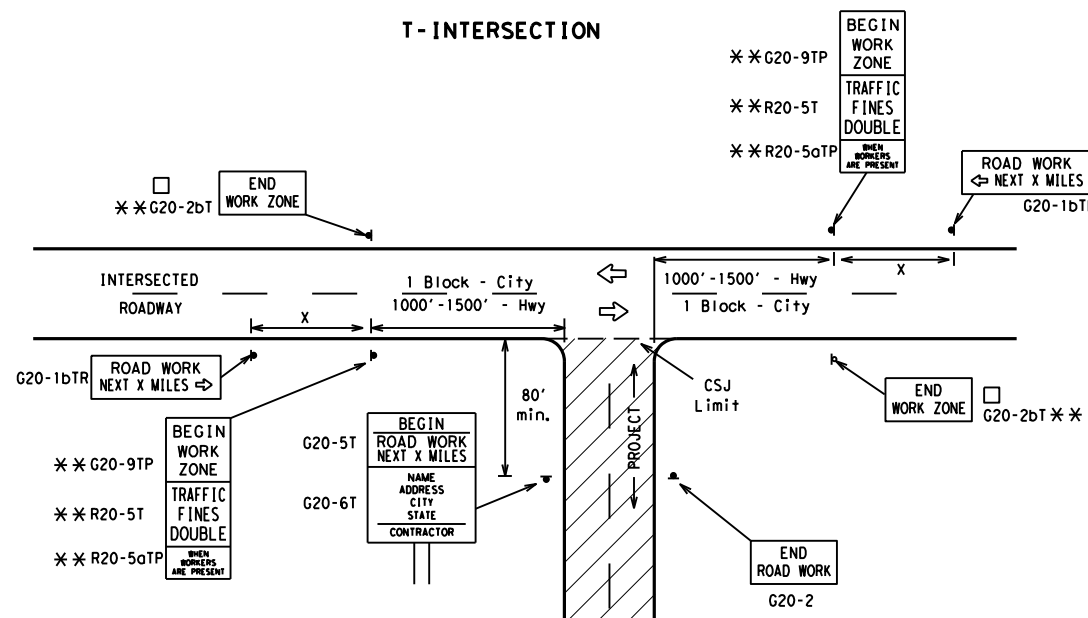 T-INTERSECTION
BEGIN
WORK
ZONE
**G20-9TP
TRAFFIC
FINES
DOUBLE
**R20-5T
WHEN
WORKERS
ARE PRESENT
**R20-5aTP
ROAD WORK
⇦ NEXT X MILES
END
WORK ZONE
□
**G20-2bT
INTERSECTED
ROADWAY
1 Block - City
1000'-1500' - Hwy
1000'-1500' - Hwy
1 Block - City
X
X
G20-1bTR
ROAD WORK
NEXT X MILES ⇨
80'
min.
CSJ
Limit
PROJECT
END
WORK ZONE
□
G20-2bT **
BEGIN
WORK
ZONE
**G20-9TP
TRAFFIC
FINES
DOUBLE
**R20-5T
WHEN
WORKERS
ARE PRESENT
**R20-5aTP
G20-5T
BEGIN
ROAD WORK
NEXT X MILES
G20-6T
NAME
ADDRESS
CITY
STATE
CONTRACTOR
END
ROAD WORK
G20-2